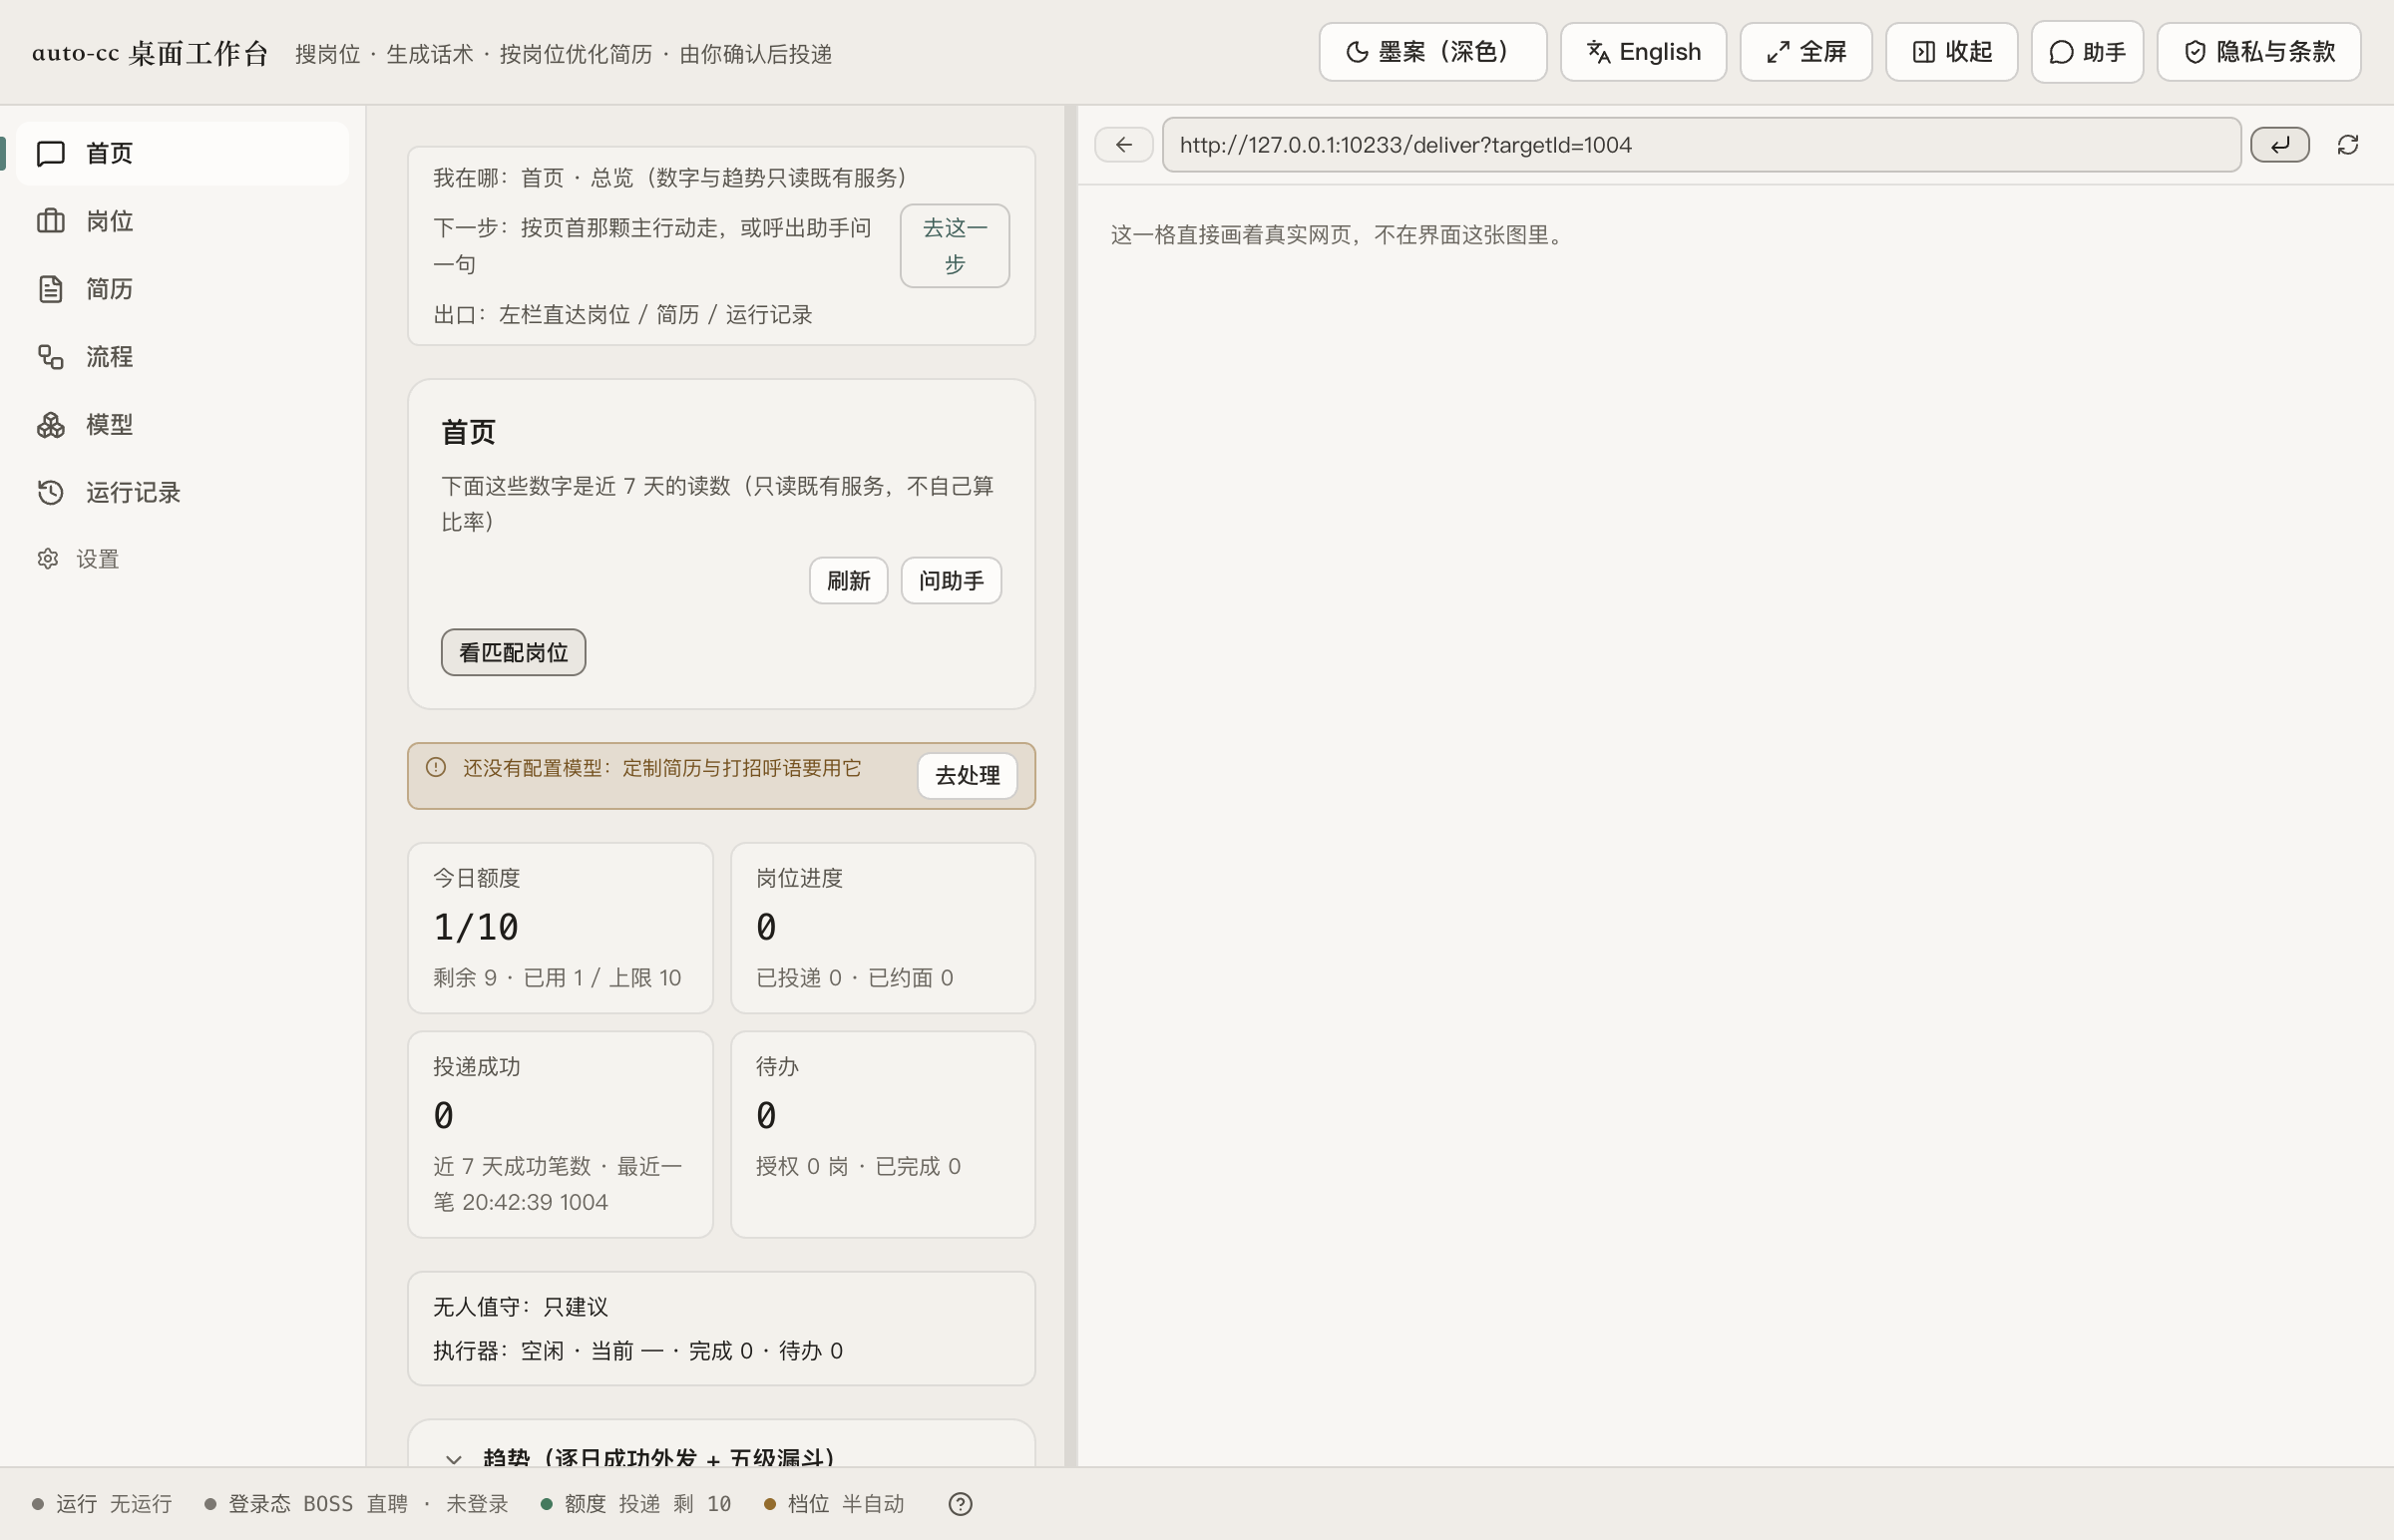 auto-cc 桌面工作台
搜岗位 · 生成话术 · 按岗位优化简历 · 由你确认后投递
墨案（深色）
English
全屏
收起
助手
隐私与条款
首页
岗位
简历
流程
模型
运行记录
设置
我在哪：首页 · 总览（数字与趋势只读既有服务）
下一步：按页首那颗主行动走，或呼出助手问
一句
去这一
步
出口：左栏直达岗位 / 简历 / 运行记录
首页
下面这些数字是近 7 天的读数（只读既有服务，不自己算
比率）
刷新
问助手
看匹配岗位
还没有配置模型：定制简历与打招呼语要用它
去处理
今日额度
1/10
剩余 9 · 已用 1 / 上限 10
岗位进度
0
已投递 0 · 已约面 0
投递成功
0
近 7 天成功笔数 · 最近一
笔 20:42:39 1004
待办
0
授权 0 岗 · 已完成 0
无人值守：只建议
执行器：空闲 · 当前 — · 完成 0 · 待办 0
趋势（逐日成功外发 + 五级漏斗）
http://127.0.0.1:10233/deliver?targetId=1004
这一格直接画着真实网页，不在界面这张图里。
运行 无运行
登录态 BOSS 直聘 · 未登录
额度 投递 剩 10
档位 半自动